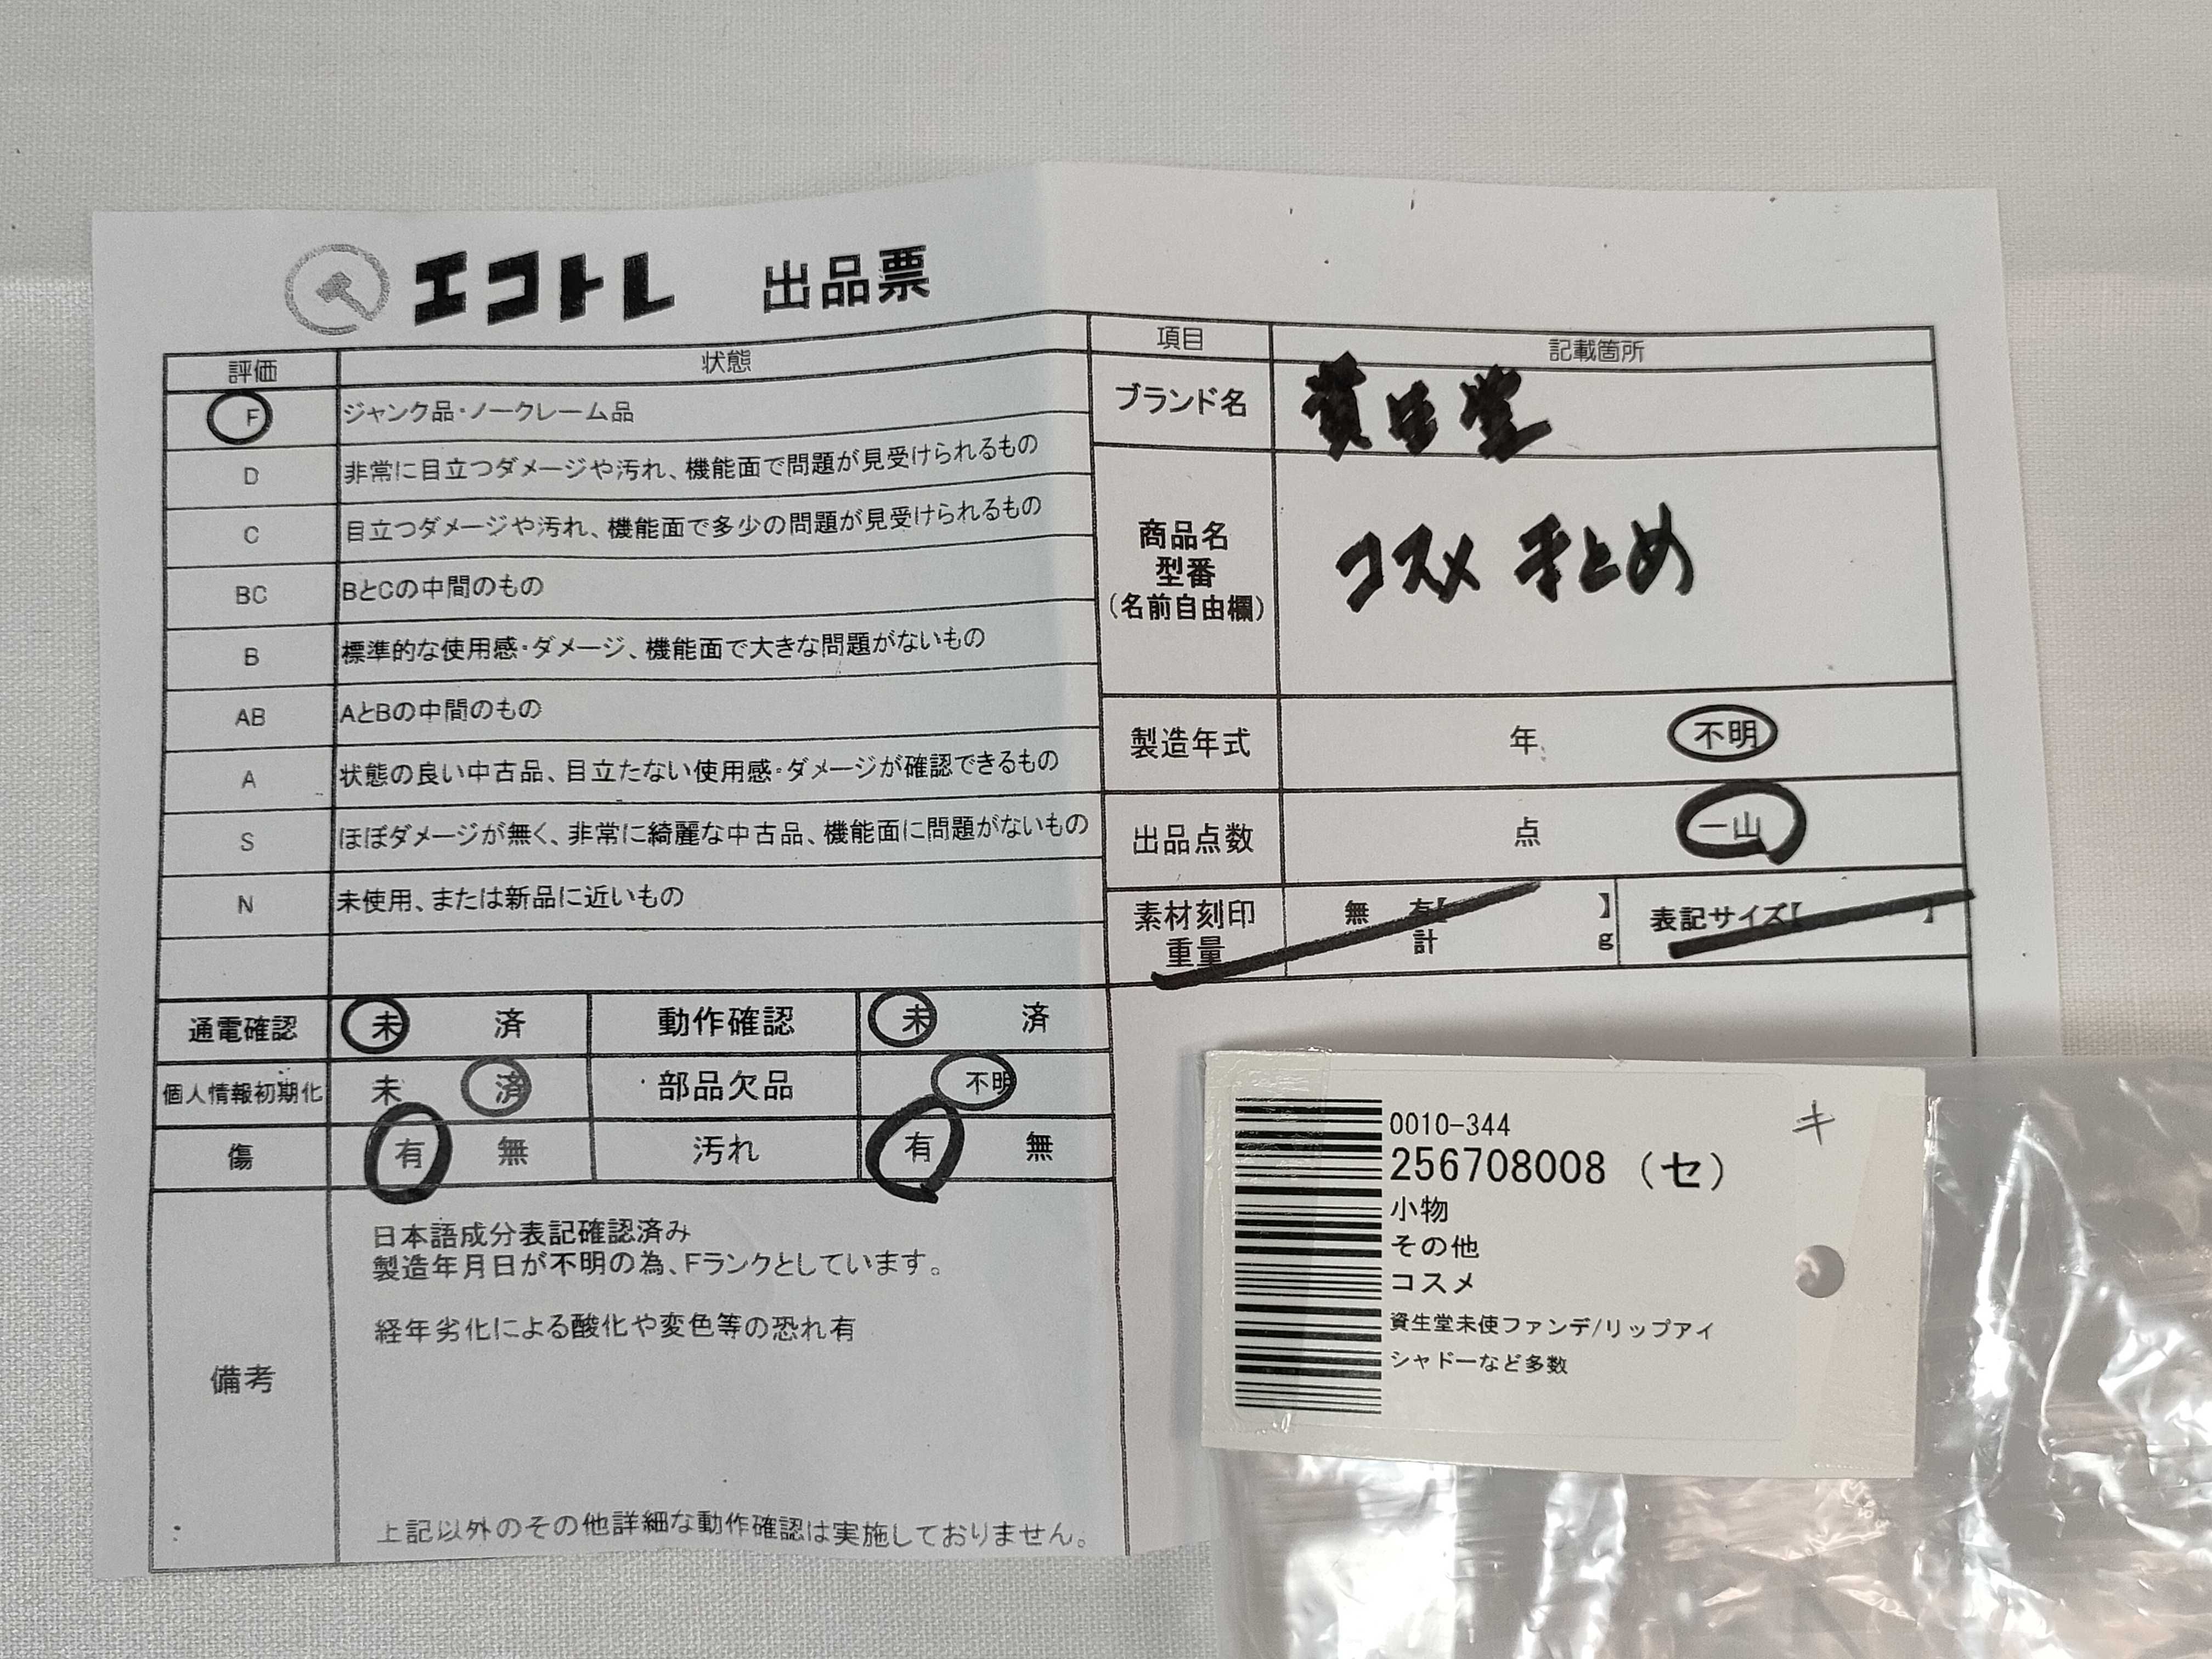 エコトレ 出品票
評価 状態
F ジャンク品・ノークレーム品
D 非常に目立つダメージや汚れ、機能面で問題が見受けられるもの
C 目立つダメージや汚れ、機能面で多少の問題が見受けられるもの
BC BとCの中間のもの
B 標準的な使用感・ダメージ、機能面で大きな問題がないもの
AB AとBの中間のもの
A 状態の良い中古品、目立たない使用感・ダメージが確認できるもの
S ほぼダメージが無く、非常に綺麗な中古品、機能面に問題がないもの
N 未使用、または新品に近いもの
項目 記載箇所
ブランド名 資生堂
商品名
型番
(名前自由欄)
コスメ まとめ
製造年式 年 不明
出品点数 点 一山
素材刻印 無 有【 】 表記サイズ【 】
重量 計 g
通電確認 未 済 動作確認 未 済
個人情報初期化 未 済 部品欠品 不明
傷 有 無 汚れ 有 無
備考
日本語成分表記確認済み
製造年月日が不明の為、Fランクとしています。
経年劣化による酸化や変色等の恐れ有
上記以外のその他詳細な動作確認は実施しておりません。
0010-344 キ
256708008 (セ)
小物
その他
コスメ
資生堂未使ファンデ/リップアイ
シャドーなど多数